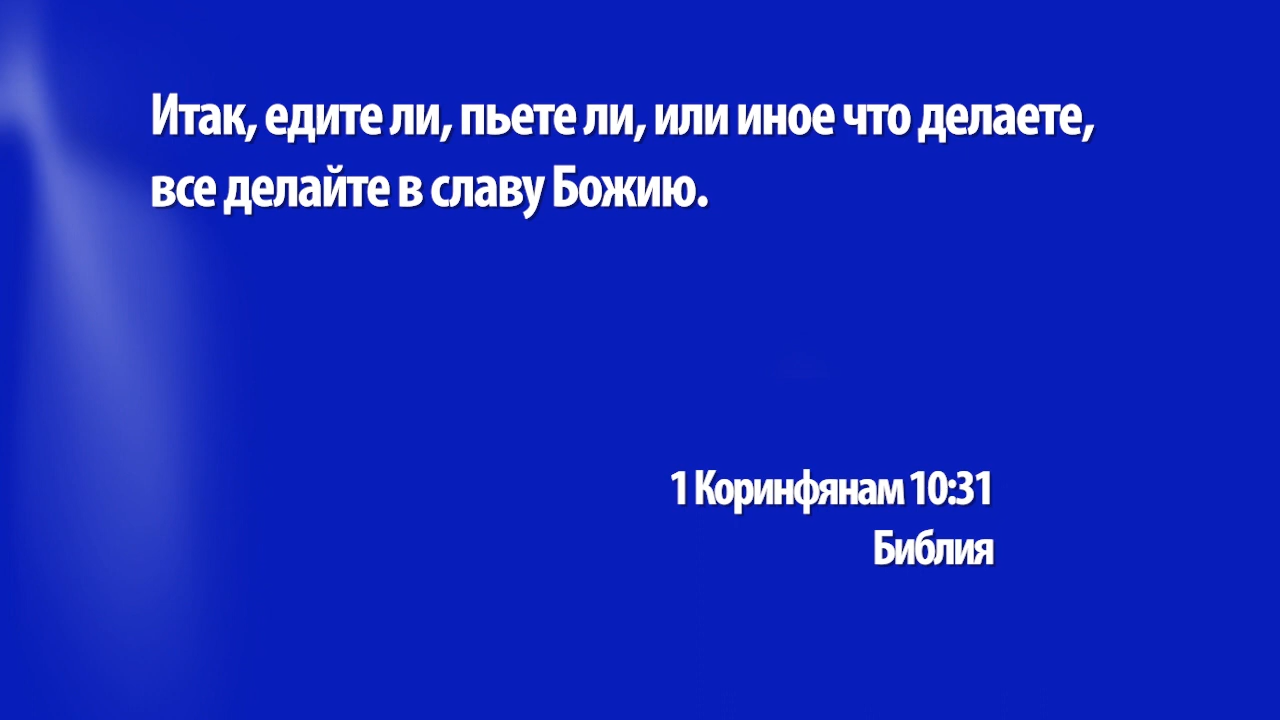 Итак, едите ли, пьете ли, или иное что делаете,
все делайте в славу Божию.
1 Коринфянам 10:31
Библия